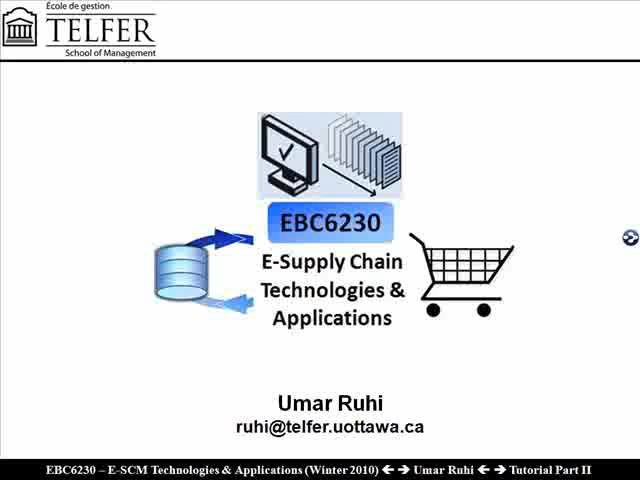 École de gestion
TELFER
School of Management
EBC6230
E-Supply Chain
Technologies &
Applications
Umar Ruhi
ruhi@telfer.uottawa.ca
EBC6230 – E-SCM Technologies & Applications (Winter 2010) ←→ Umar Ruhi ←→ Tutorial Part II